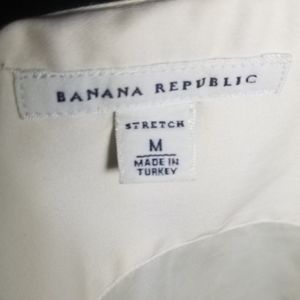 BANANA REPUBLIC
STRETCH
M
MADE IN
TURKEY